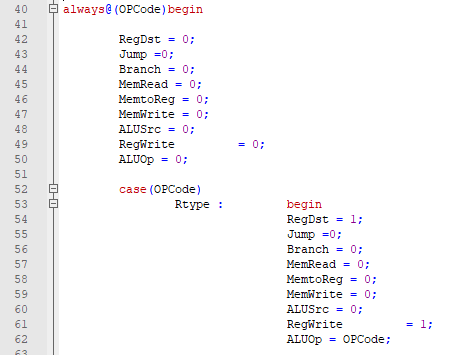 40 always@(OPCode)begin
41
42 RegDst = 0;
43 Jump =0;
44 Branch = 0;
45 MemRead = 0;
46 MemtoReg = 0;
47 MemWrite = 0;
48 ALUSrc = 0;
49 RegWrite = 0;
50 ALUOp = 0;
51
52 case(OPCode)
53 Rtype : begin
54 RegDst = 1;
55 Jump =0;
56 Branch = 0;
57 MemRead = 0;
58 MemtoReg = 0;
59 MemWrite = 0;
60 ALUSrc = 0;
61 RegWrite = 1;
62 ALUOp = OPCode;
63